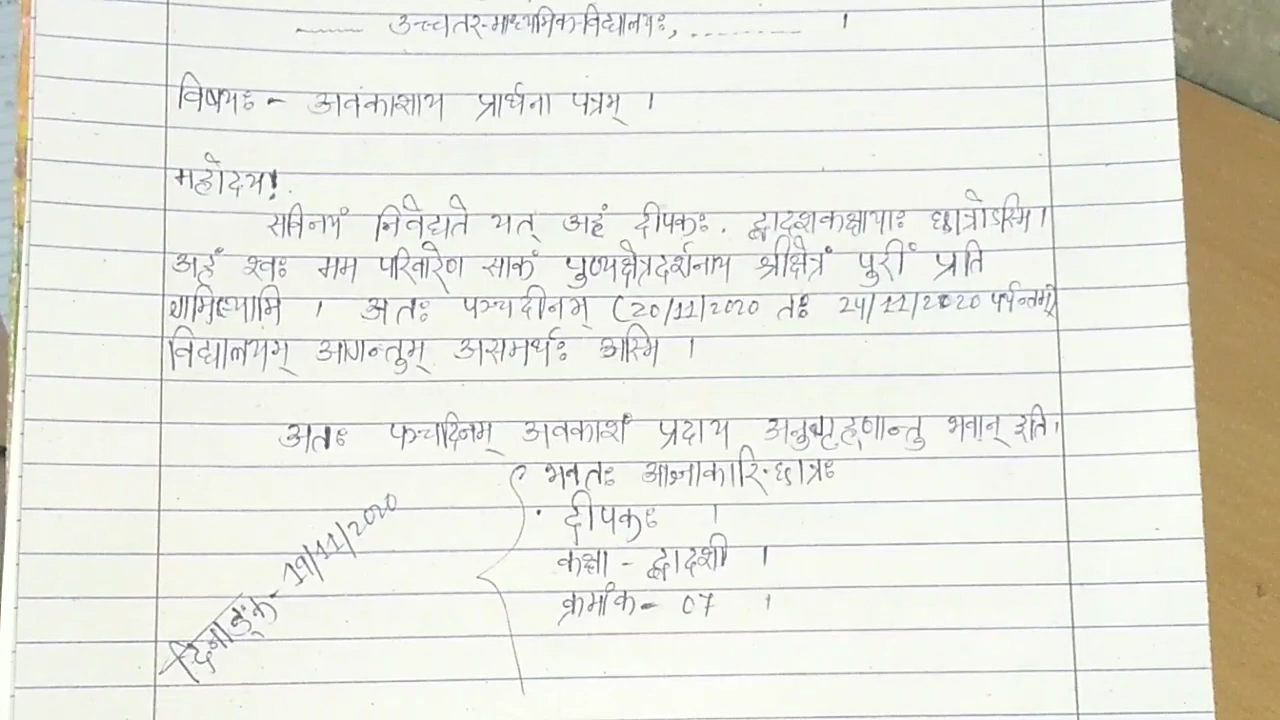 उच्चतर-माध्यमिक-विद्यालयः, .......... ।
विषयः - अवकाशाय प्रार्थना पत्रम् ।
महोदय!
सविनयं निवेद्यते यत् अहं दीपकः . द्वादशकक्षायाः छात्रोऽस्मि ।
अहं श्वः मम परिवारेण साकं पुण्यक्षेत्रदर्शनाय श्रीक्षेत्रं पुरीं प्रति
गमिष्यामि । अतः पञ्चदीनम् (20/11/2020 तः 24/11/2020 पर्यन्तम्)
विद्यालयम् आगन्तुम् असमर्थः अस्मि ।
अतः पञ्चदिनम् अवकाशं प्रदाय अनुगृह्णान्तु भवान् इति ।
भवतः आज्ञाकारि-छात्रः
दीपकः ।
कक्षा - द्वादशी ।
क्रमांक - 07 ।
दिनाङ्क - 19/11/2020